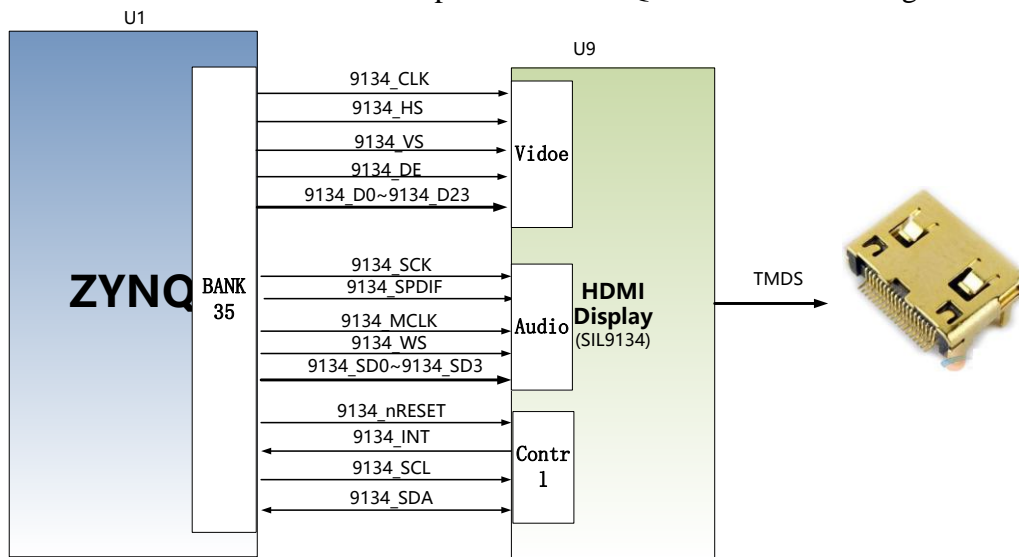 U1
U9
9134_CLK
9134_HS
9134_VS
9134_DE
9134_D0~9134_D23
Vidoe
ZYNQ
BANK
35
9134_SCK
9134_SPDIF
9134_MCLK
9134_WS
9134_SD0~9134_SD3
Audio
HDMI
Display
(SIL9134)
TMDS
9134_nRESET
9134_INT
9134_SCL
9134_SDA
Contr
l